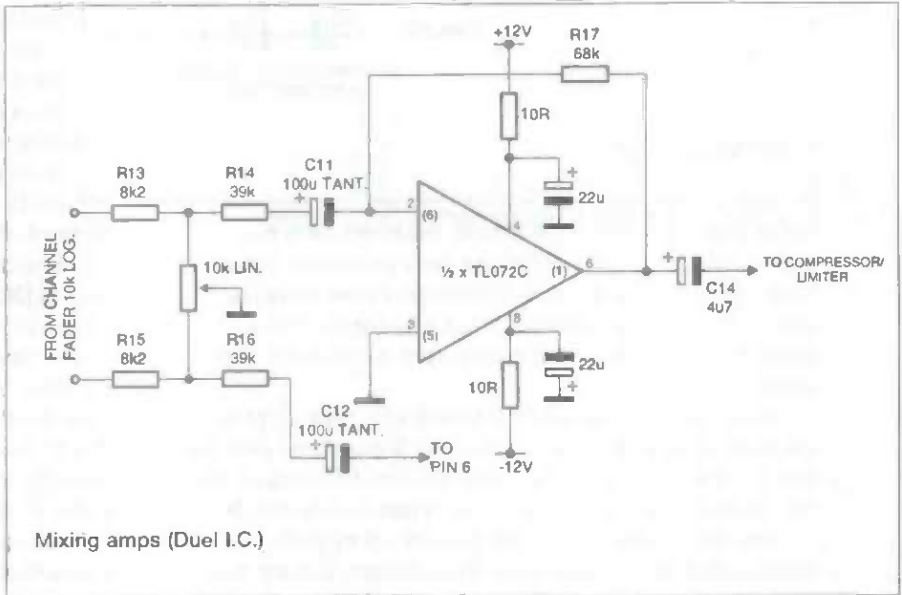 +12V
R17
68k
10R
C11
100u TANT.
R13
8k2
R14
39k
+
+
22u
2
(6)
4
10k LIN.
½ x TL072C
(1)
6
+
TO COMPRESSOR/
LIMITER
C14
4u7
FROM CHANNEL
FADER 10k LOG.
3
(5)
8
R15
8k2
R16
39k
10R
22u
+
C12
100u TANT.
+
TO
PIN 6
-12V
Mixing amps (Duel I.C.)